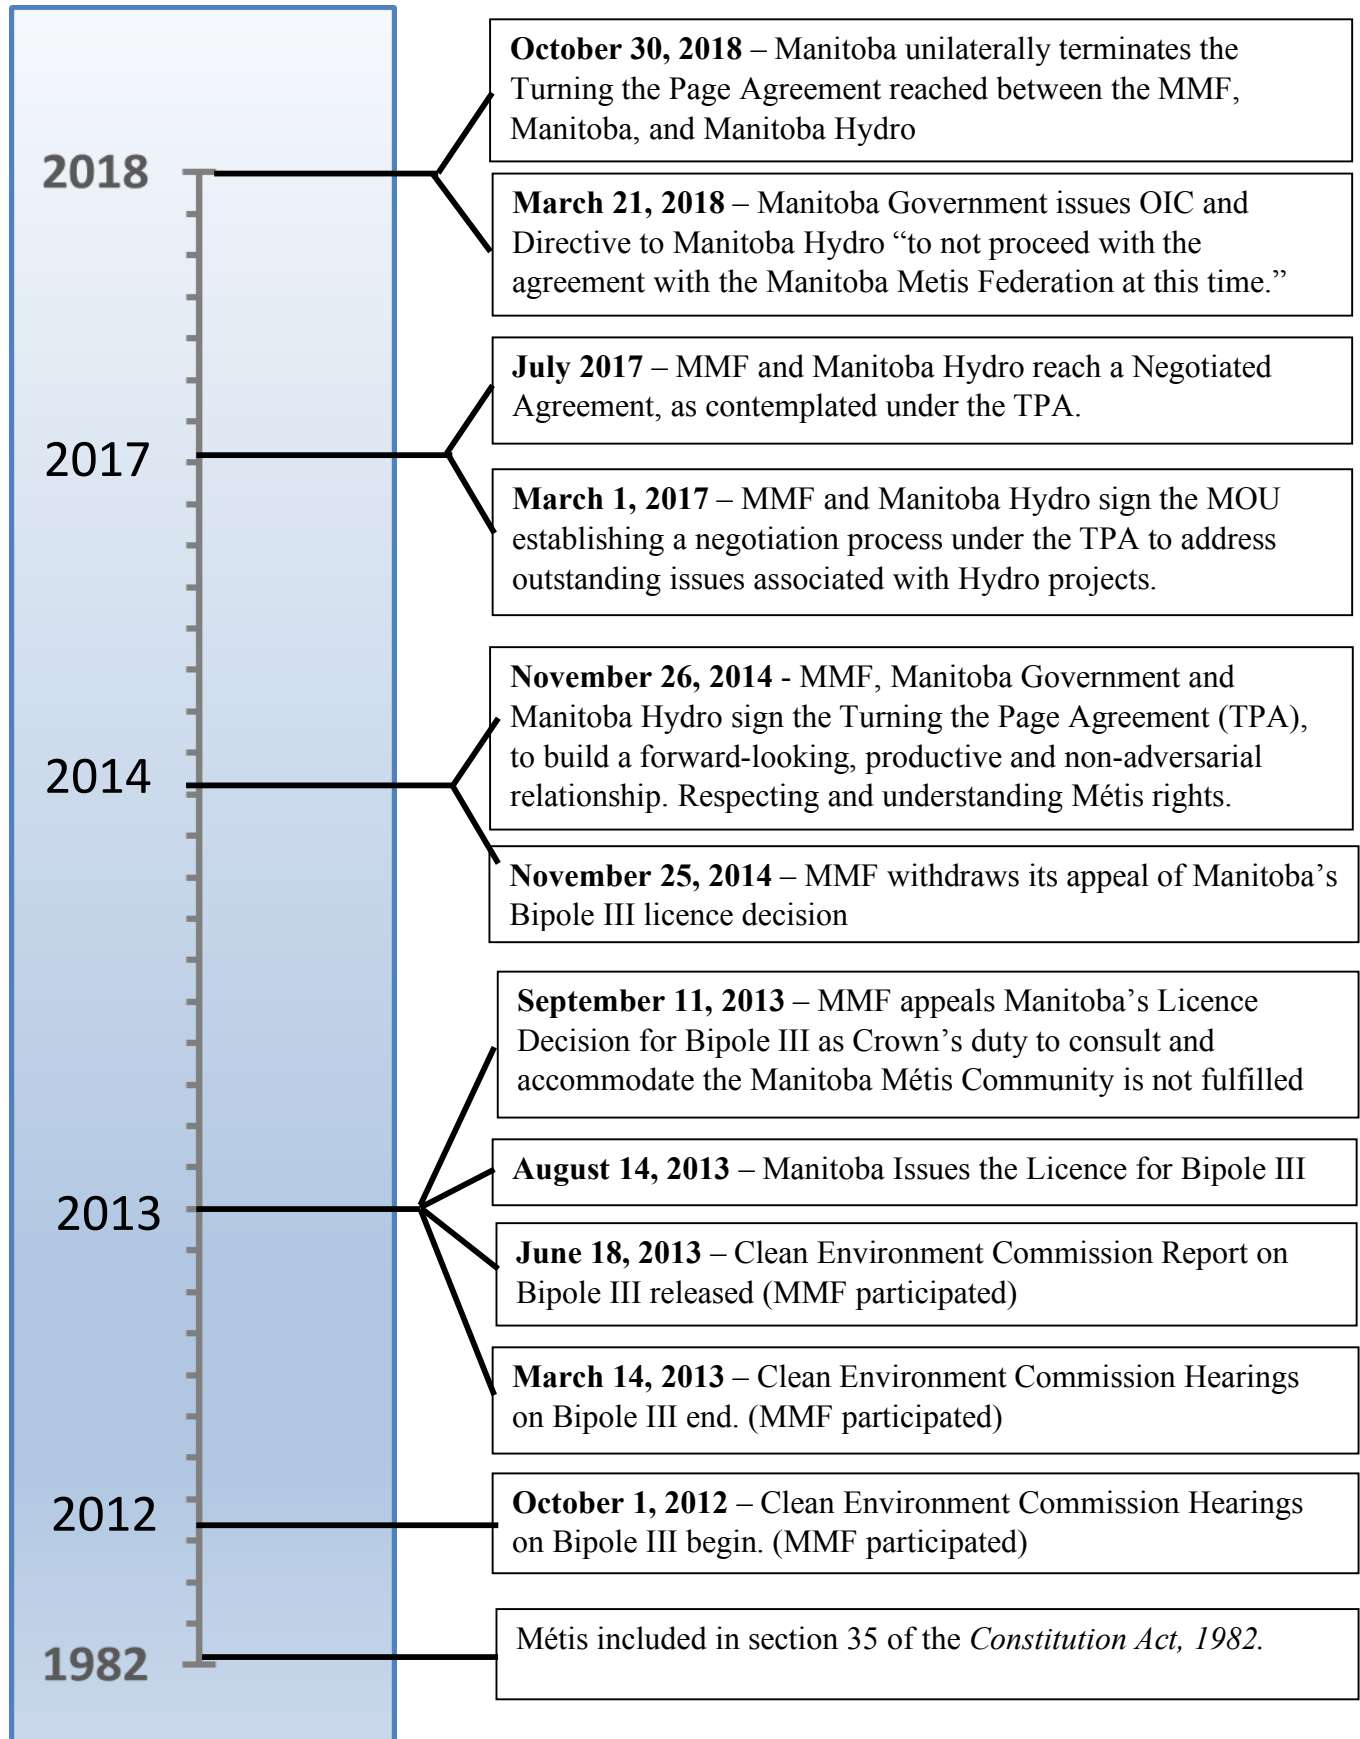 2018
October 30, 2018 – Manitoba unilaterally terminates the
Turning the Page Agreement reached between the MMF,
Manitoba, and Manitoba Hydro
March 21, 2018 – Manitoba Government issues OIC and
Directive to Manitoba Hydro “to not proceed with the
agreement with the Manitoba Metis Federation at this time.”
2017
July 2017 – MMF and Manitoba Hydro reach a Negotiated
Agreement, as contemplated under the TPA.
March 1, 2017 – MMF and Manitoba Hydro sign the MOU
establishing a negotiation process under the TPA to address
outstanding issues associated with Hydro projects.
2014
November 26, 2014 - MMF, Manitoba Government and
Manitoba Hydro sign the Turning the Page Agreement (TPA),
to build a forward-looking, productive and non-adversarial
relationship. Respecting and understanding Métis rights.
November 25, 2014 – MMF withdraws its appeal of Manitoba’s
Bipole III licence decision
2013
September 11, 2013 – MMF appeals Manitoba’s Licence
Decision for Bipole III as Crown’s duty to consult and
accommodate the Manitoba Métis Community is not fulfilled
August 14, 2013 – Manitoba Issues the Licence for Bipole III
June 18, 2013 – Clean Environment Commission Report on
Bipole III released (MMF participated)
March 14, 2013 – Clean Environment Commission Hearings
on Bipole III end. (MMF participated)
2012
October 1, 2012 – Clean Environment Commission Hearings
on Bipole III begin. (MMF participated)
1982
Métis included in section 35 of the Constitution Act, 1982.